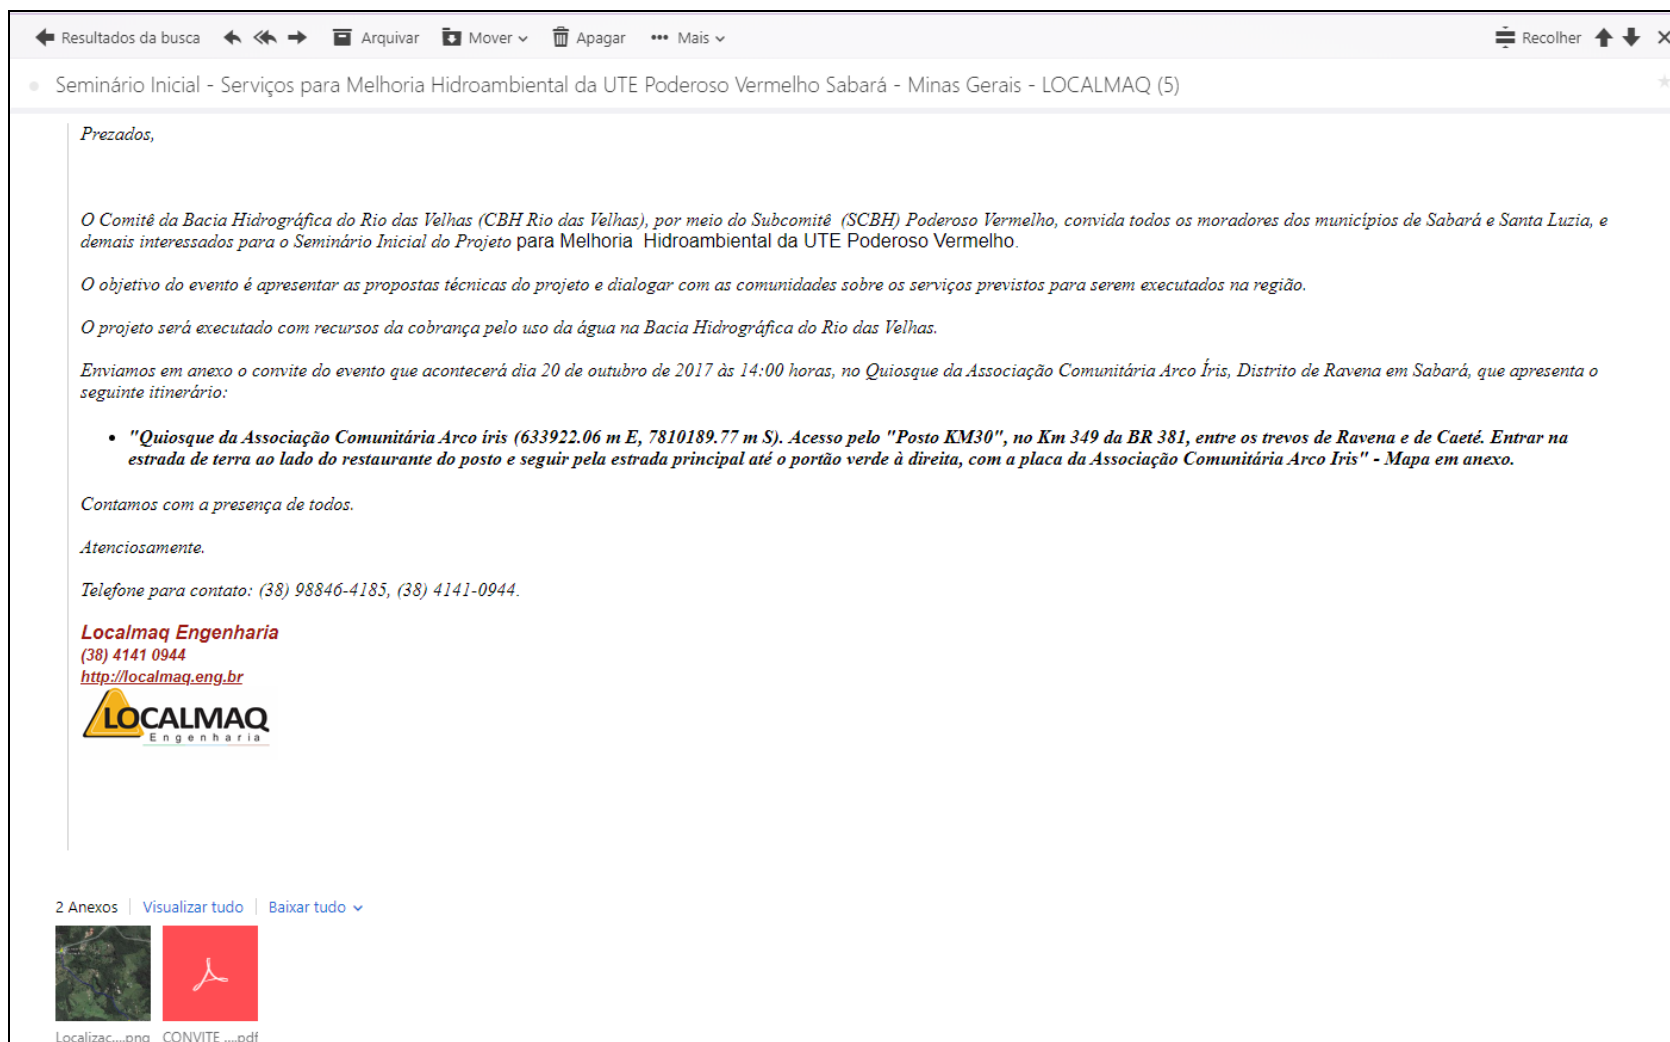 Resultados da busca Arquivar Mover Apagar Mais Recolher
Seminário Inicial - Serviços para Melhoria Hidroambiental da UTE Poderoso Vermelho Sabará - Minas Gerais - LOCALMAQ (5)
Prezados,
O Comitê da Bacia Hidrográfica do Rio das Velhas (CBH Rio das Velhas), por meio do Subcomitê (SCBH) Poderoso Vermelho, convida todos os moradores dos municípios de Sabará e Santa Luzia, e
demais interessados para o Seminário Inicial do Projeto para Melhoria Hidroambiental da UTE Poderoso Vermelho.
O objetivo do evento é apresentar as propostas técnicas do projeto e dialogar com as comunidades sobre os serviços previstos para serem executados na região.
O projeto será executado com recursos da cobrança pelo uso da água na Bacia Hidrográfica do Rio das Velhas.
Enviamos em anexo o convite do evento que acontecerá dia 20 de outubro de 2017 às 14:00 horas, no Quiosque da Associação Comunitária Arco Íris, Distrito de Ravena em Sabará, que apresenta o
seguinte itinerário:
• "Quiosque da Associação Comunitária Arco íris (633922.06 m E, 7810189.77 m S). Acesso pelo "Posto KM30", no Km 349 da BR 381, entre os trevos de Ravena e de Caeté. Entrar na
estrada de terra ao lado do restaurante do posto e seguir pela estrada principal até o portão verde à direita, com a placa da Associação Comunitária Arco Iris" - Mapa em anexo.
Contamos com a presença de todos.
Atenciosamente.
Telefone para contato: (38) 98846-4185, (38) 4141-0944.
Localmaq Engenharia
(38) 4141 0944
http://localmaq.eng.br
LOCALMAQ
Engenharia
2 Anexos Visualizar tudo Baixar tudo
Localizac....png CONVITE ....pdf